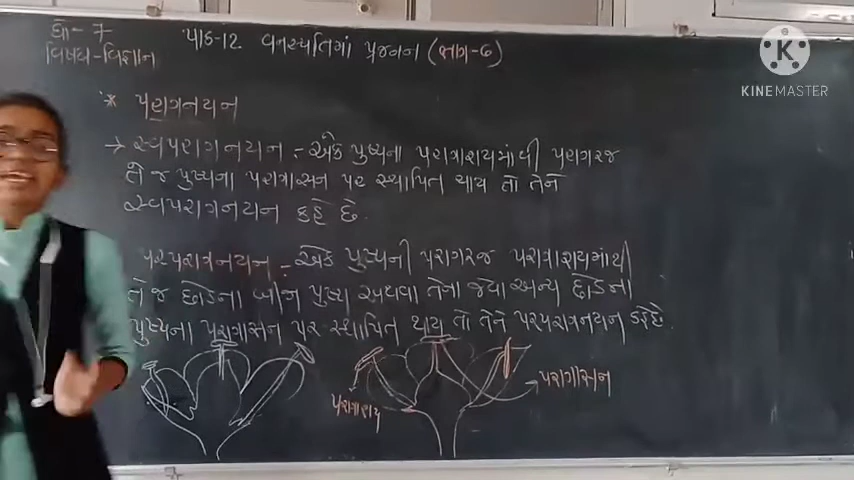 ધો- 7
વિષય-વિજ્ઞાન
પાઠ-12 વનસ્પતિમાં પ્રજનન (ભાગ-6)
KINEMASTER
* પરાગનયન
→ સ્વપરાગનયન - એક પુષ્પના પરાગાશયમાંથી પરાગરજ
તે જ પુષ્પના પરાગાસન પર સ્થાપિત થાય તો તેને
સ્વપરાગનયન કહે છે.
પરપરાગનયન - એક પુષ્પની પરાગરજ પરાગાશયમાંથી
તે જ છોડના બીજા પુષ્પ અથવા તેના જેવા અન્ય છોડના
પુષ્પના પરાગાસન પર સ્થાપિત થાય તો તેને પરપરાગનયન કહે છે.
પરાગાશય
પરાગાસન